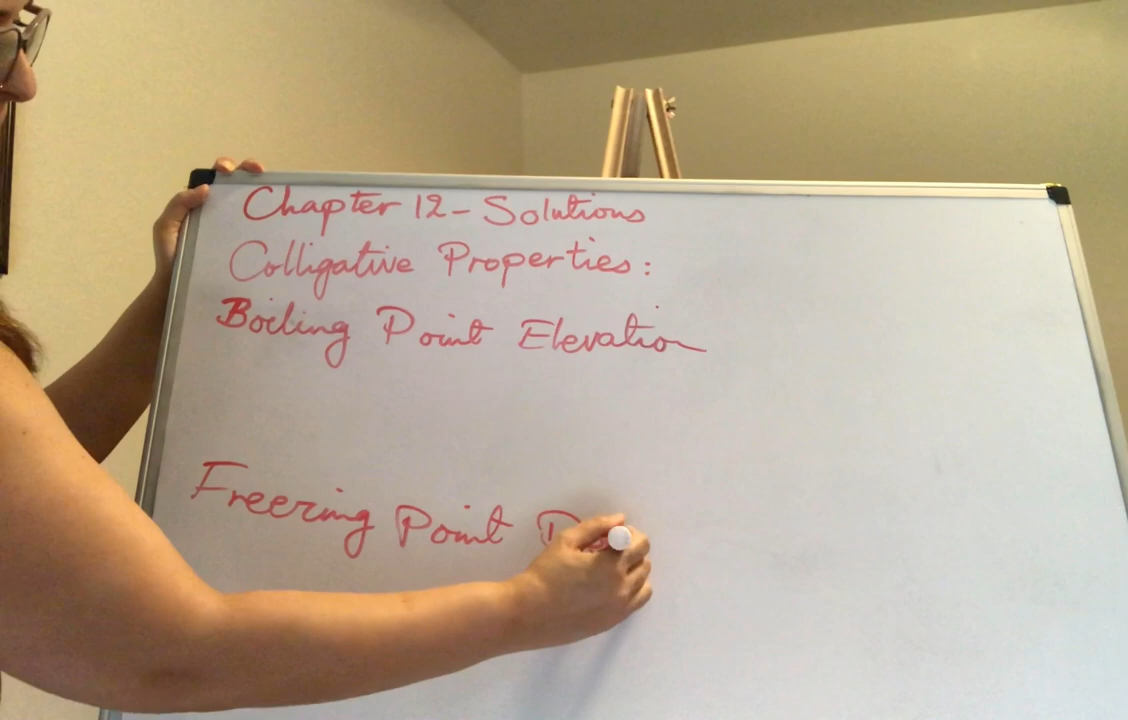 Chapter 12 - Solutions
Colligative Properties:
Boiling Point Elevation
Freezing Point D